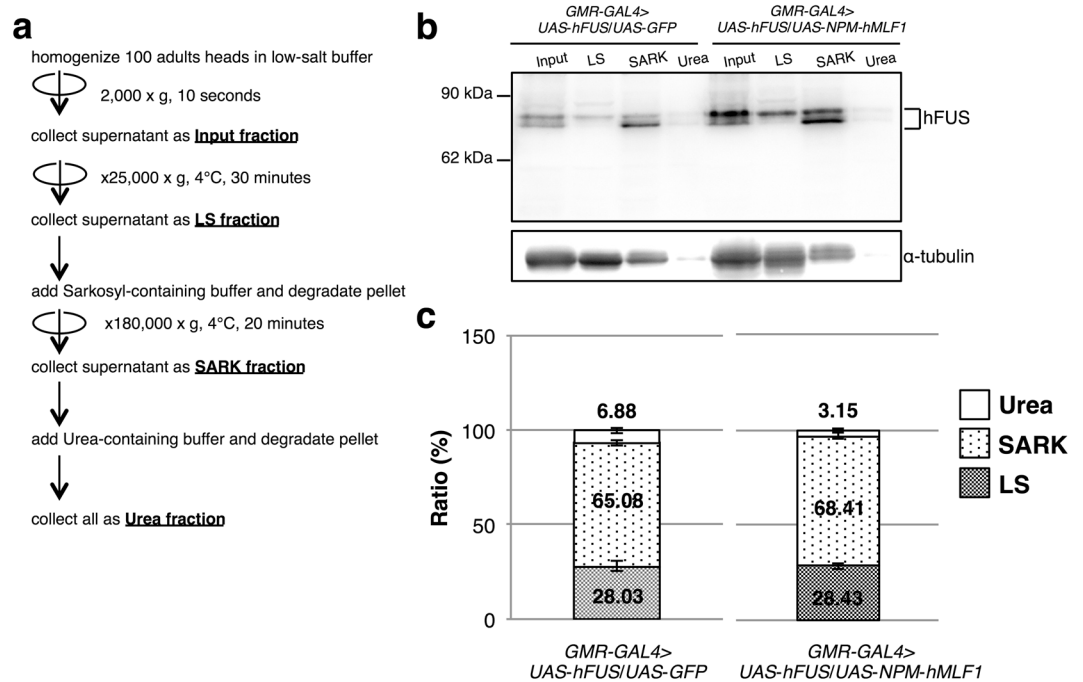 a
homogenize 100 adults heads in low-salt buffer
2,000 x g, 10 seconds
collect supernatant as Input fraction
x25,000 x g, 4°C, 30 minutes
collect supernatant as LS fraction
add Sarkosyl-containing buffer and degradate pellet
x180,000 x g, 4°C, 20 minutes
collect supernatant as SARK fraction
add Urea-containing buffer and degradate pellet
collect all as Urea fraction
b
GMR-GAL4>
UAS-hFUS/UAS-GFP
GMR-GAL4>
UAS-hFUS/UAS-NPM-hMLF1
Input LS SARK Urea Input LS SARK Urea
90 kDa
hFUS
62 kDa
α-tubulin
c
Ratio (%)
150
100
50
0
6.88
65.08
28.03
3.15
68.41
28.43
Urea
SARK
LS
GMR-GAL4>
UAS-hFUS/UAS-GFP
GMR-GAL4>
UAS-hFUS/UAS-NPM-hMLF1